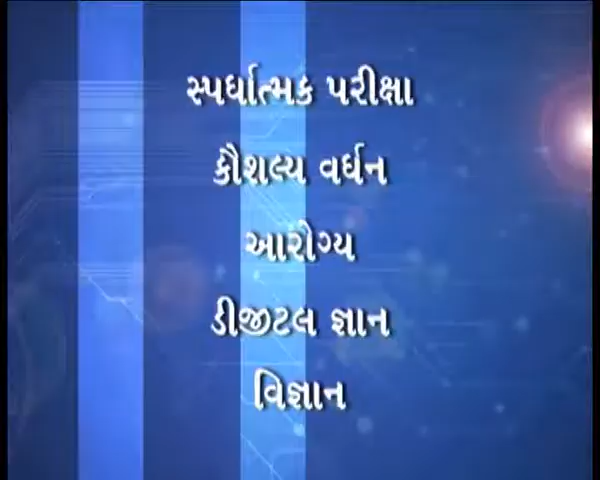 સ્પર્ધાત્મક પરીક્ષા
કૌશલ્ય વર્ધન
આરોગ્ય
ડીજીટલ જ્ઞાન
વિજ્ઞાન